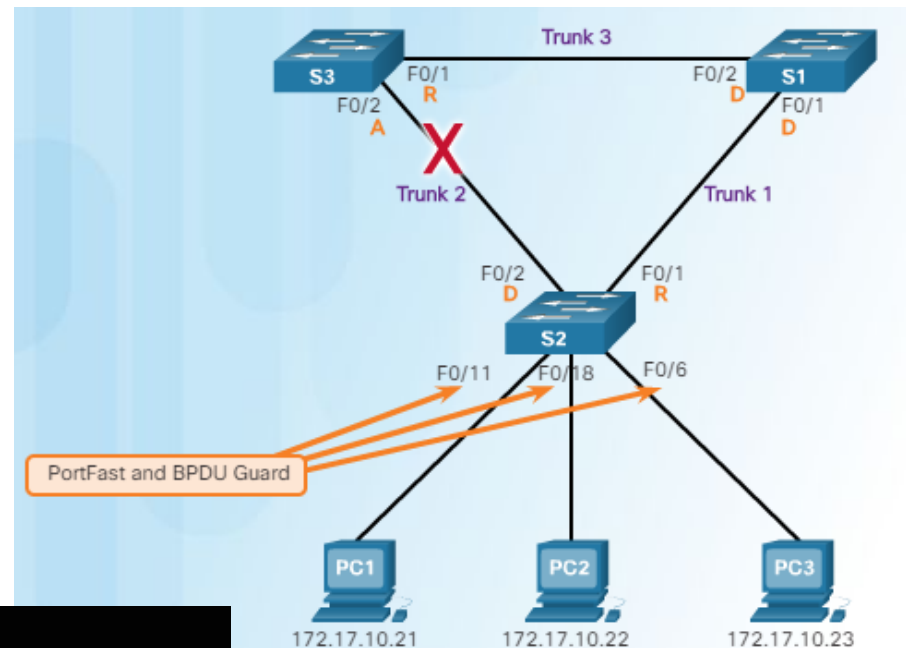 Trunk 3
S3
S1
F0/1
R
F0/2
D
F0/2
A
F0/1
D
X
Trunk 2
Trunk 1
F0/2
D
F0/1
R
S2
F0/11
F0/18
F0/6
PortFast and BPDU Guard
PC1
PC2
PC3
172.17.10.21
172.17.10.22
172.17.10.23